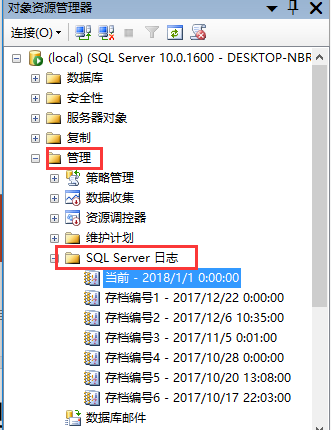 对象资源管理器
连接(O)
(local) (SQL Server 10.0.1600 - DESKTOP-NBR
数据库
安全性
服务器对象
复制
管理
策略管理
数据收集
资源调控器
维护计划
SQL Server 日志
当前 - 2018/1/1 0:00:00
存档编号1 - 2017/12/22 0:00:00
存档编号2 - 2017/12/6 10:35:00
存档编号3 - 2017/11/5 0:01:00
存档编号4 - 2017/10/28 0:00:00
存档编号5 - 2017/10/20 13:08:00
存档编号6 - 2017/10/17 22:03:00
数据库邮件